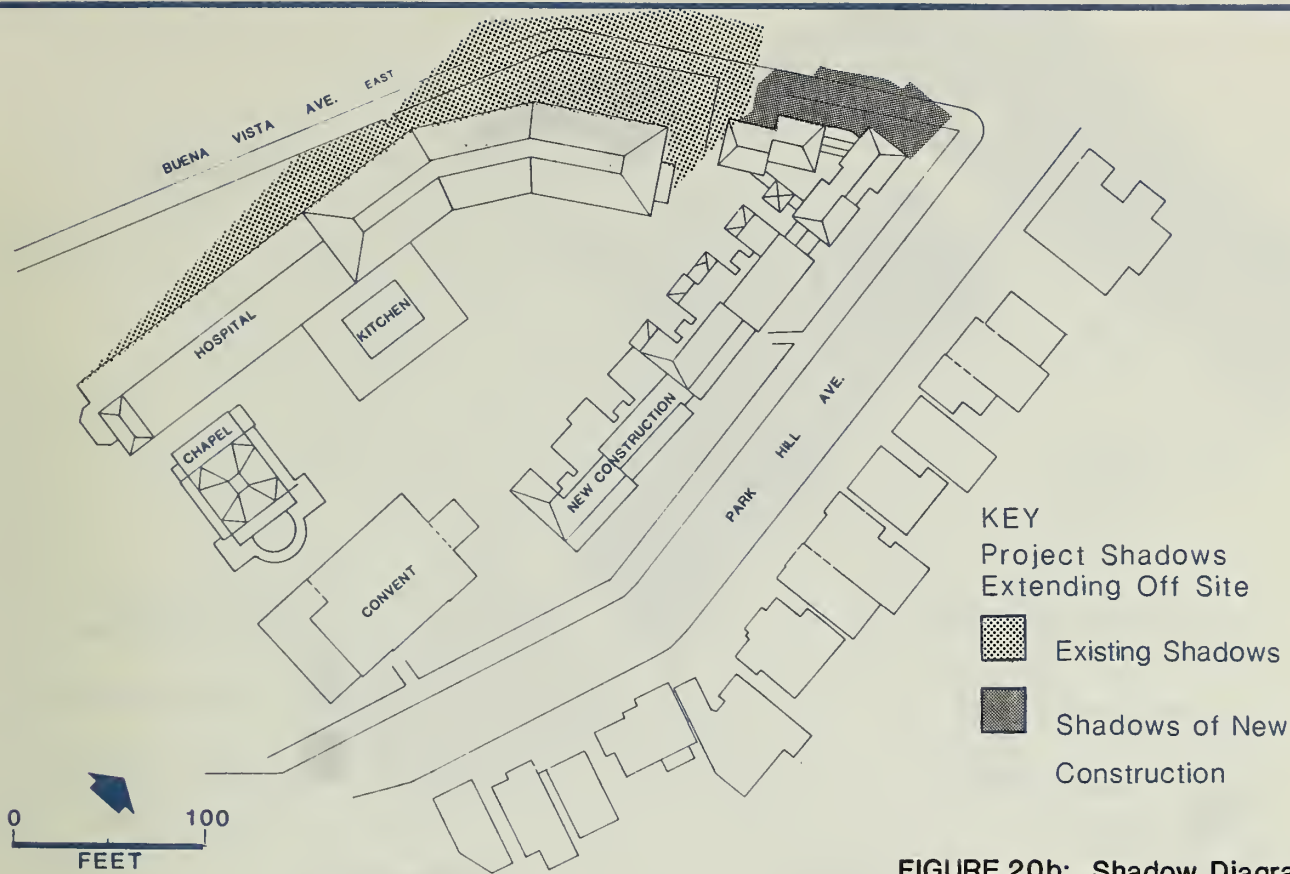 BUENA VISTA AVE. EAST
HOSPITAL
KITCHEN
CHAPEL
CONVENT
NEW CONSTRUCTION
PARK HILL AVE.
KEY
Project Shadows
Extending Off Site
Existing Shadows
Shadows of New
Construction
0 100
FEET
FIGURE 20b: Shadow Diagra